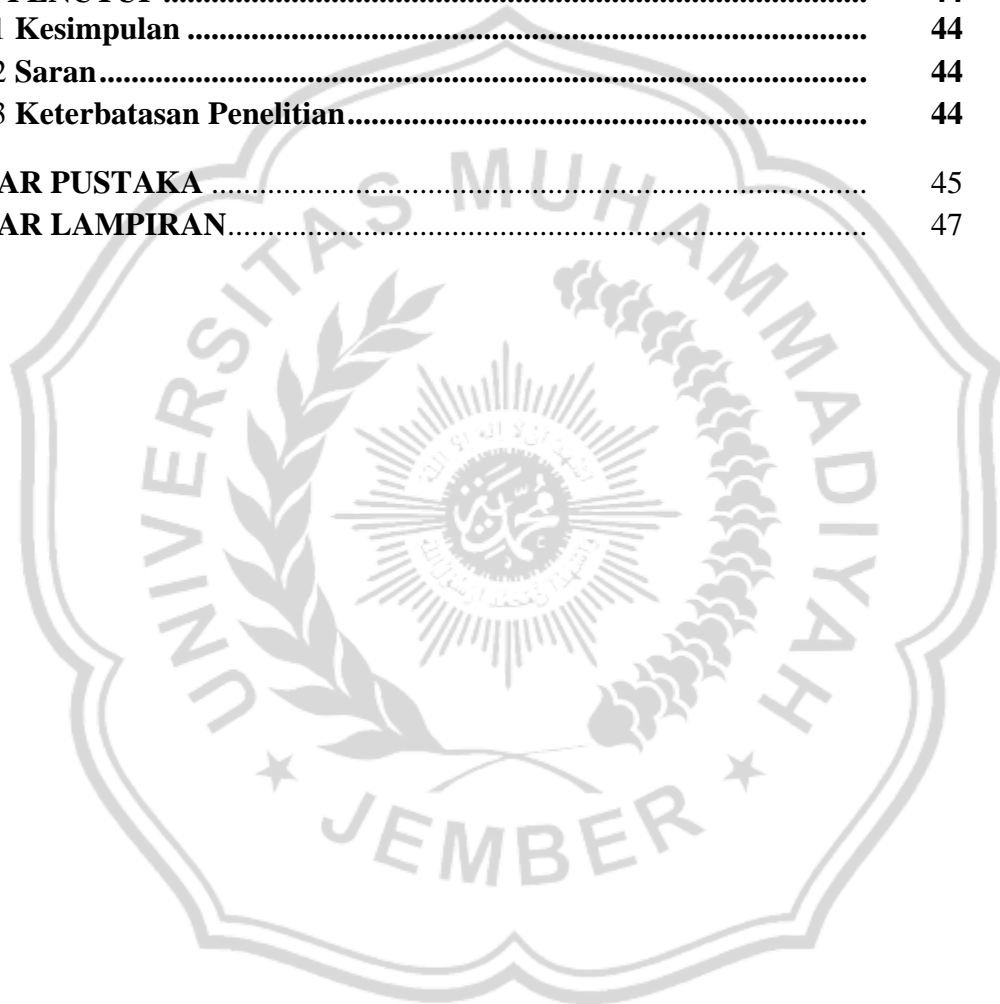 1 Kesimpulan .......................................................................................... 44
2 Saran...................................................................................................... 44
3 Keterbatasan Penelitian..................................................................... 44
AR PUSTAKA ...................................................................................... 45
AR LAMPIRAN.................................................................................... 47
UNIVERSITAS MUHAMMADIYAH
JEMBER